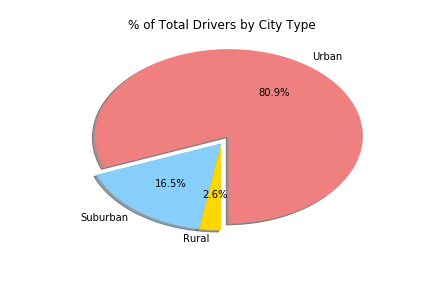 % of Total Drivers by City Type
Urban
80.9%
16.5%
2.6%
Suburban
Rural